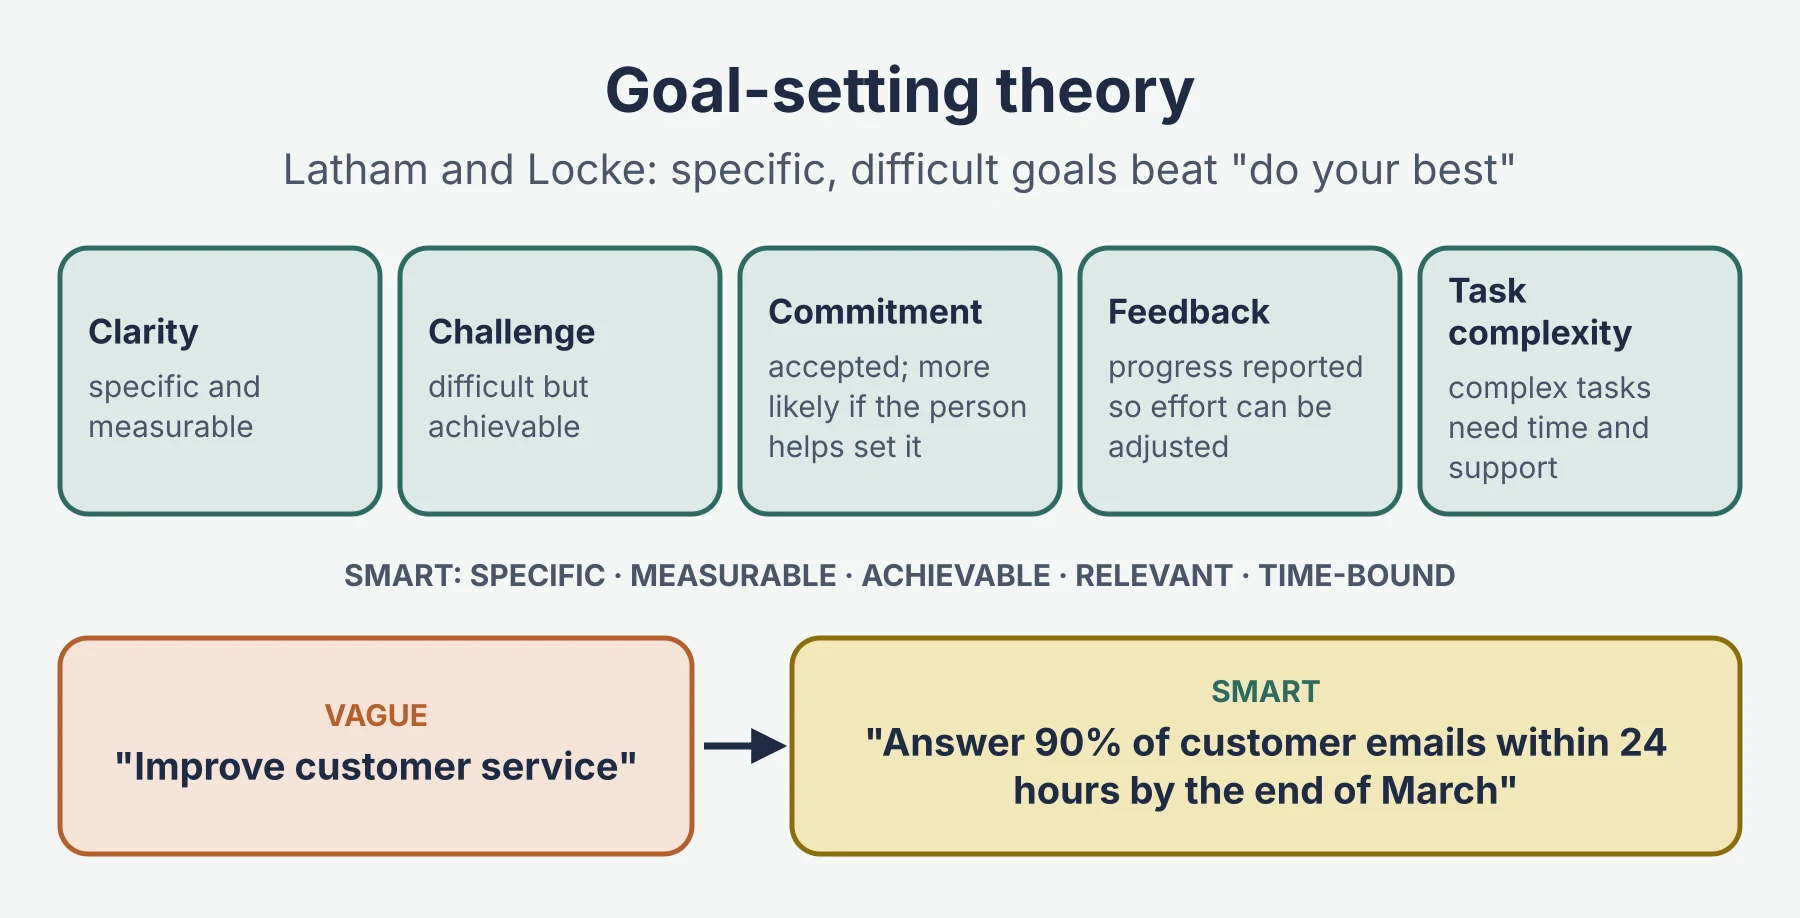 Goal-setting theory
Latham and Locke: specific, difficult goals beat "do your best"
Clarity
specific and
measurable
Challenge
difficult but
achievable
Commitment
accepted; more
likely if the person
helps set it
Feedback
progress reported
so effort can be
adjusted
Task
complexity
complex tasks
need time and
support
SMART: SPECIFIC · MEASURABLE · ACHIEVABLE · RELEVANT · TIME-BOUND
VAGUE
"Improve customer service"
SMART
"Answer 90% of customer emails within 24
hours by the end of March"